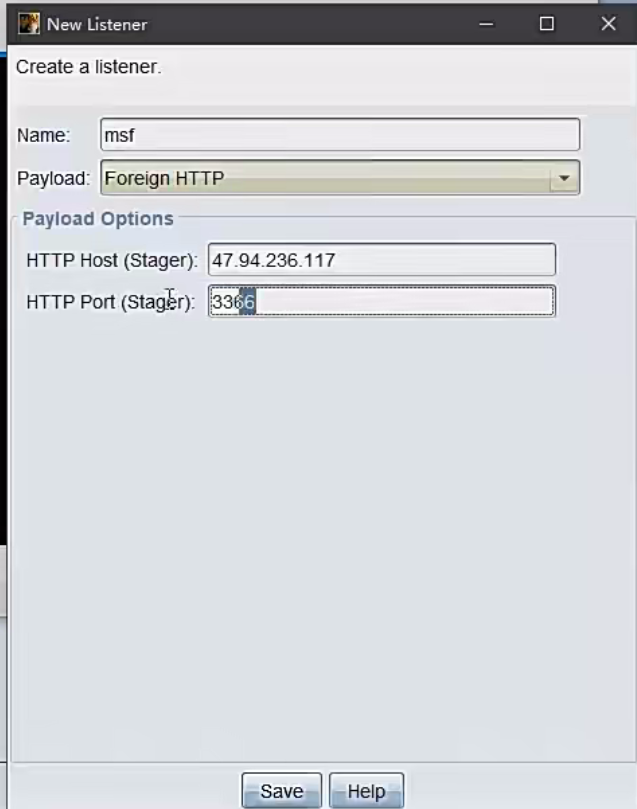 New Listener
Create a listener.
Name: msf
Payload: Foreign HTTP
Payload Options
HTTP Host (Stager): 47.94.236.117
HTTP Port (Stager): 3366
Save Help